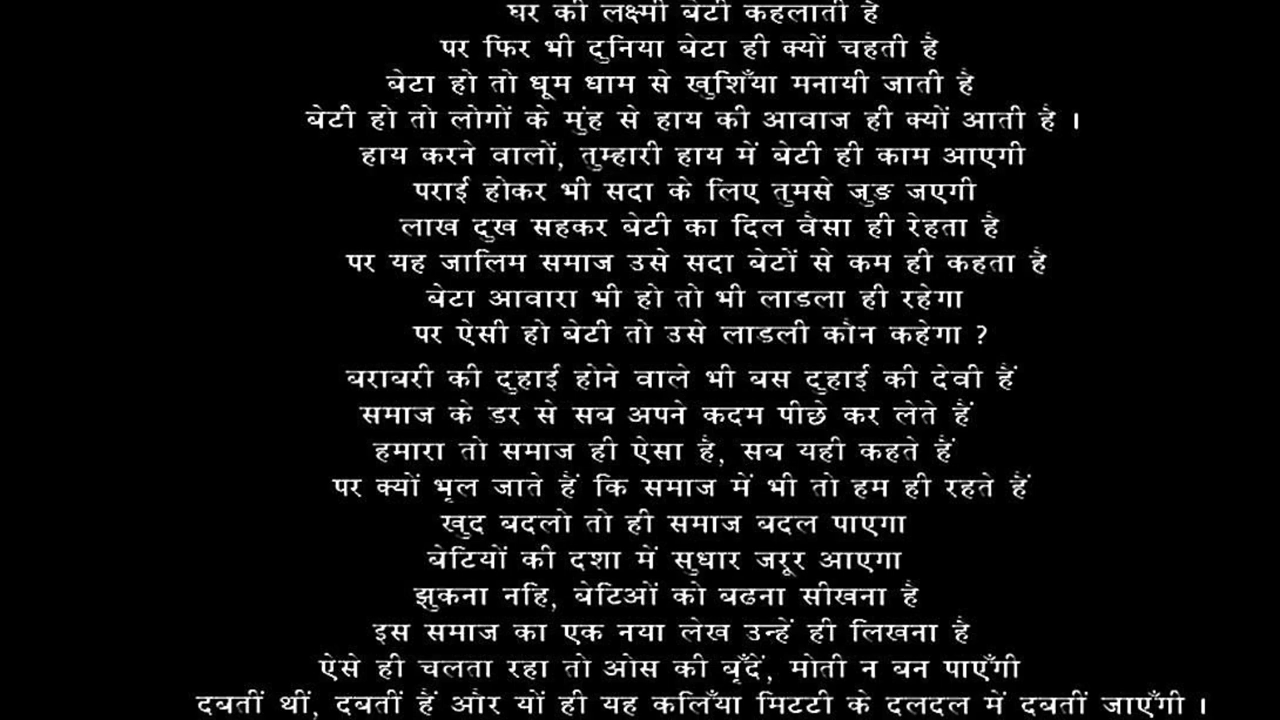 घर की लक्ष्मी बेटी कहलाती है
पर फिर भी दुनिया बेटा ही क्यों चहती है
बेटा हो तो धूम धाम से खुशिँया मनायी जाती है
बेटी हो तो लोगों के मुंह से हाय की आवाज ही क्यों आती है ।
हाय करने वालों, तुम्हारी हाय में बेटी ही काम आएगी
पराई होकर भी सदा के लिए तुमसे जुङ जएगी
लाख दुख सहकर बेटी का दिल वैसा ही रेहता है
पर यह जालिम समाज उसे सदा बेटों से कम ही कहता है
बेटा आवारा भी हो तो भी लाडला ही रहेगा
पर ऐसी हो बेटी तो उसे लाडली कौन कहेगा ?
बराबरी की दुहाई होने वाले भी बस दुहाई की देवी हैं
समाज के डर से सब अपने कदम पीछे कर लेते हैं
हमारा तो समाज ही ऐसा है, सब यही कहते हैं
पर क्यों भूल जाते हैं कि समाज में भी तो हम ही रहते हैं
खुद बदलो तो ही समाज बदल पाएगा
बेटियों की दशा में सुधार जरूर आएगा
झुकना नहि, बेटिओं को बढना सीखना है
इस समाज का एक नया लेख उन्हें ही लिखना है
ऐसे ही चलता रहा तो ओस की बूँदें, मोती न बन पाएँगी
दबतीं थीं, दबतीं हैं और यों ही यह कलिँया मिटटी के दलदल में दबतीं जाएँगी ।